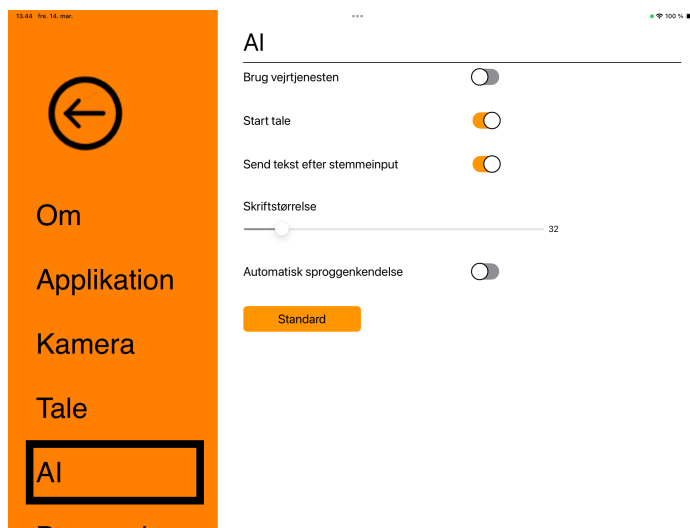 13.44 fre. 14. mar.
100 %
Om
Applikation
Kamera
Tale
AI
AI
Brug vejrtjenesten
Start tale
Send tekst efter stemmeinput
Skriftstørrelse
32
Automatisk sproggenkendelse
Standard